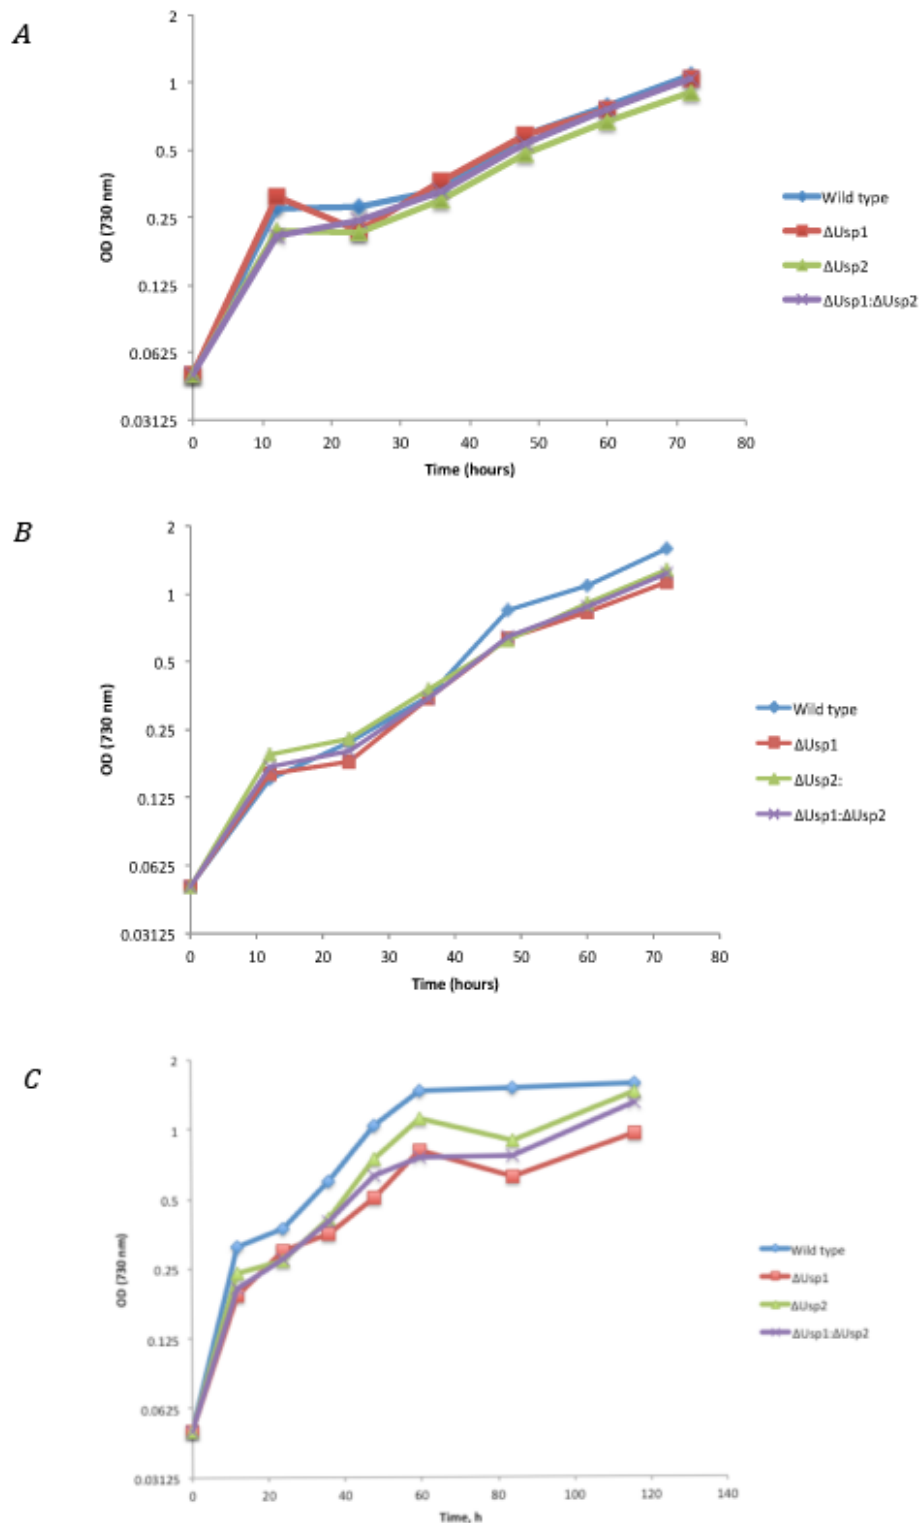 A
2
1
0.5
0.25
0.125
0.0625
0.03125
OD (730 nm)
0 10 20 30 40 50 60 70 80
Time (hours)
Wild type
ΔUsp1
ΔUsp2
ΔUsp1:ΔUsp2
B
2
1
0.5
0.25
0.125
0.0625
0.03125
OD (730 nm)
0 10 20 30 40 50 60 70 80
Time (hours)
Wild type
ΔUsp1
ΔUsp2:
ΔUsp1:ΔUsp2
C
2
1
0.5
0.25
0.125
0.0625
0.03125
OD (730 nm)
0 20 40 60 80 100 120 140
Time, h
Wild type
ΔUsp1
ΔUsp2
ΔUsp1:ΔUsp2